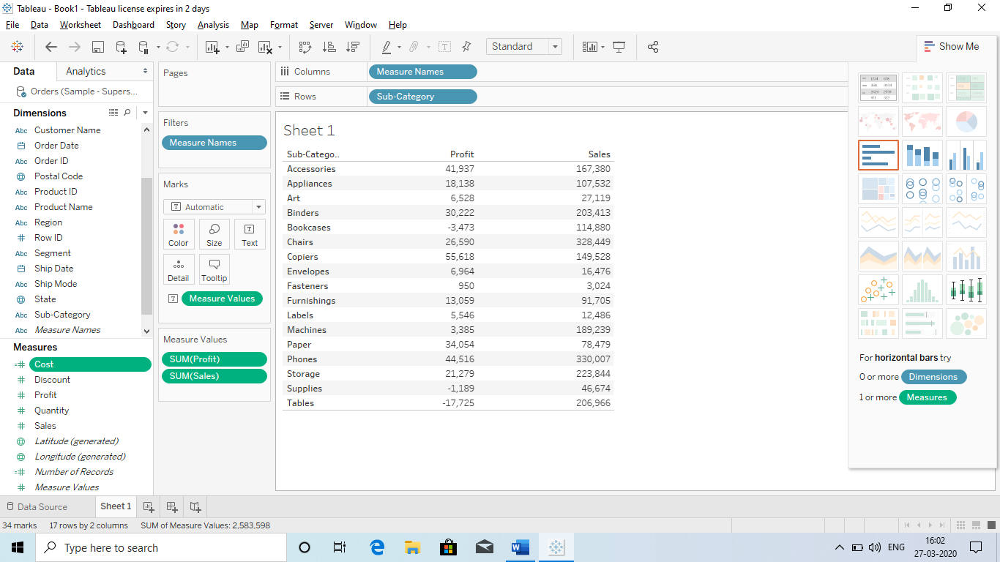 Tableau - Book1 - Tableau license expires in 2 days
File Data Worksheet Dashboard Story Analysis Map Format Server Window Help
Standard
Show Me
Data Analytics
Orders (Sample - Supers...
Dimensions
Abc Customer Name
Order Date
Abc Order ID
Postal Code
Abc Product ID
Abc Product Name
Abc Region
# Row ID
Abc Segment
Ship Date
Abc Ship Mode
State
Abc Sub-Category
Abc Measure Names
Measures
=# Cost
# Discount
# Profit
# Quantity
# Sales
Latitude (generated)
Longitude (generated)
=# Number of Records
# Measure Values
Pages
Filters
Measure Names
Marks
T Automatic
Color Size Text
Detail Tooltip
T Measure Values
Measure Values
SUM(Profit)
SUM(Sales)
Columns Measure Names
Rows Sub-Category
Sheet 1
Sub-Catego.. Profit Sales
Accessories 41,937 167,380
Appliances 18,138 107,532
Art 6,528 27,119
Binders 30,222 203,413
Bookcases -3,473 114,880
Chairs 26,590 328,449
Copiers 55,618 149,528
Envelopes 6,964 16,476
Fasteners 950 3,024
Furnishings 13,059 91,705
Labels 5,546 12,486
Machines 3,385 189,239
Paper 34,054 78,479
Phones 44,516 330,007
Storage 21,279 223,844
Supplies -1,189 46,674
Tables -17,725 206,966
For horizontal bars try
0 or more Dimensions
1 or more Measures
Data Source Sheet 1
34 marks 17 rows by 2 columns SUM of Measure Values: 2,583,598
Type here to search
ENG
16:02
27-03-2020